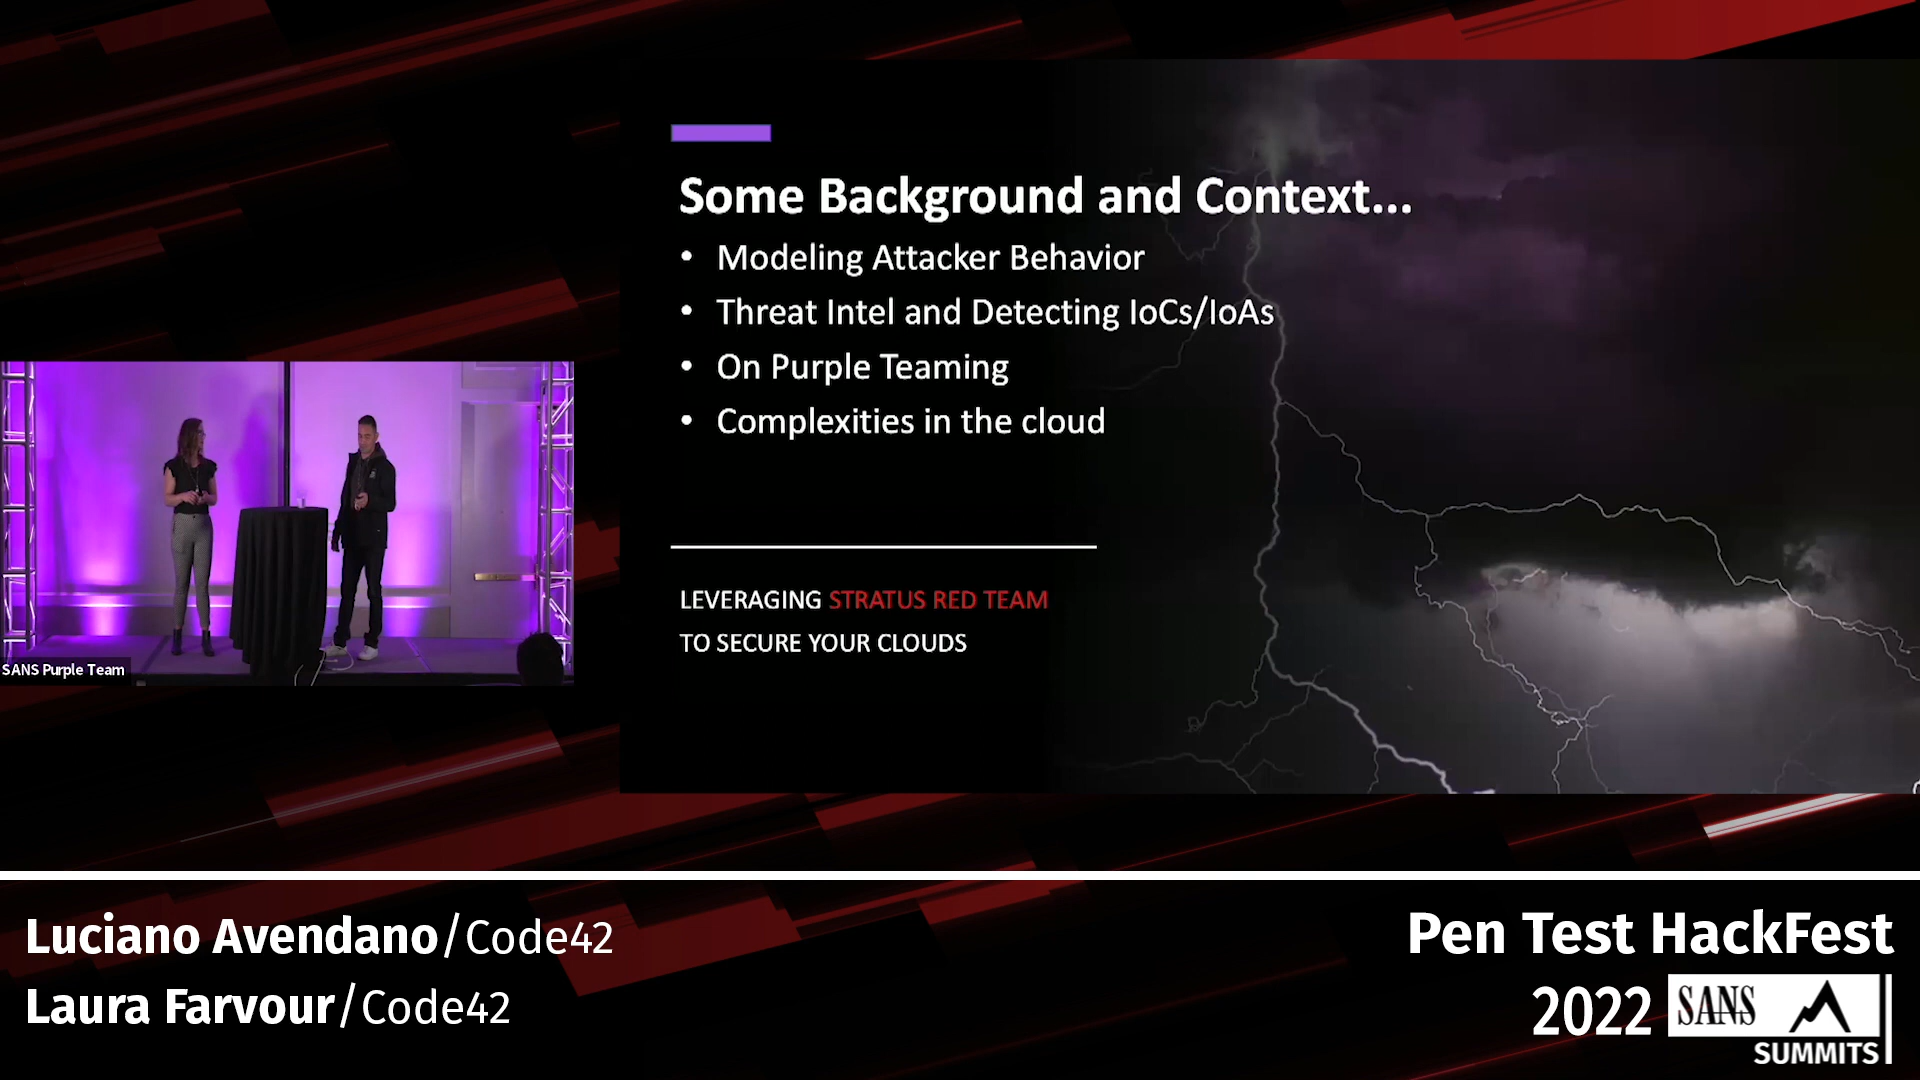 Some Background and Context...
• Modeling Attacker Behavior
• Threat Intel and Detecting IoCs/IoAs
• On Purple Teaming
• Complexities in the cloud
LEVERAGING STRATUS RED TEAM
TO SECURE YOUR CLOUDS
SANS Purple Team
Luciano Avendano/Code42
Laura Farvour/Code42
Pen Test HackFest
2022 SANS
SUMMITS